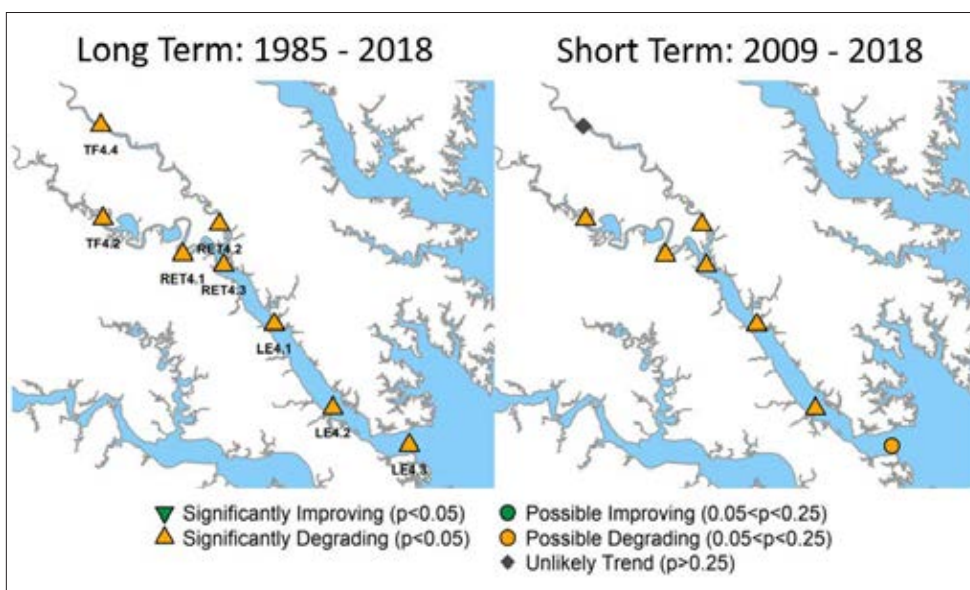 Long Term: 1985 - 2018
Short Term: 2009 - 2018
TF4.4
TF4.2
RET4.2
RET4.1
RET4.3
LE4.1
LE4.2
LE4.3
Significantly Improving (p<0.05)
Significantly Degrading (p<0.05)
Possible Improving (0.05<p<0.25)
Possible Degrading (0.05<p<0.25)
Unlikely Trend (p>0.25)